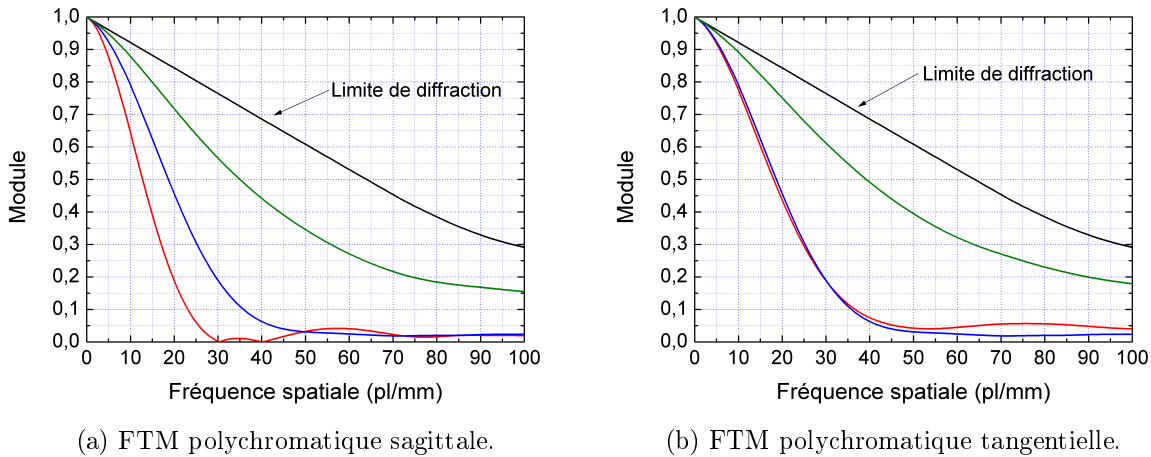 1,0
0,9
0,8
0,7
0,6
0,5
0,4
0,3
0,2
0,1
0,0
Module
Limite de diffraction
0 10 20 30 40 50 60 70 80 90 100
Fréquence spatiale (pl/mm)
(a) FTM polychromatique sagittale.
1,0
0,9
0,8
0,7
0,6
0,5
0,4
0,3
0,2
0,1
0,0
Module
Limite de diffraction
0 10 20 30 40 50 60 70 80 90 100
Fréquence spatiale (pl/mm)
(b) FTM polychromatique tangentielle.